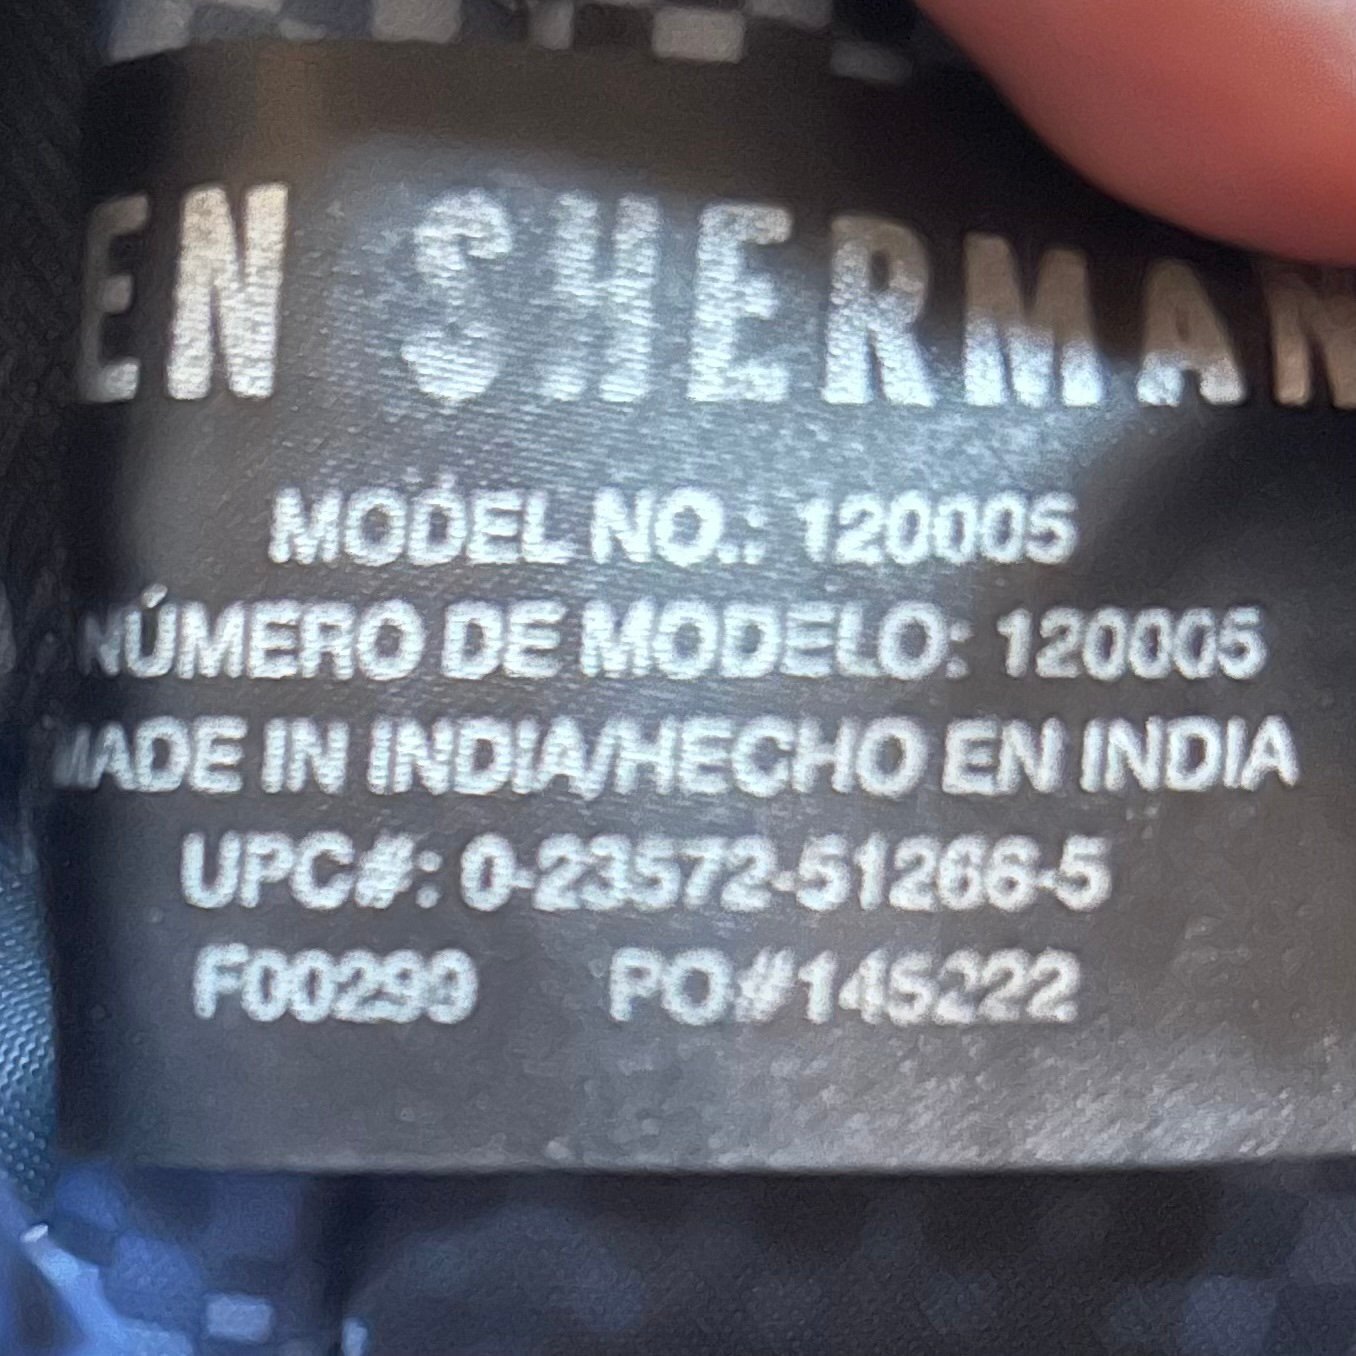 EN SHERMAN
MODEL NO.: 120005
NÚMERO DE MODELO: 120005
MADE IN INDIA/HECHO EN INDIA
UPC#: 0-23572-51266-5
F00299 PO#145222